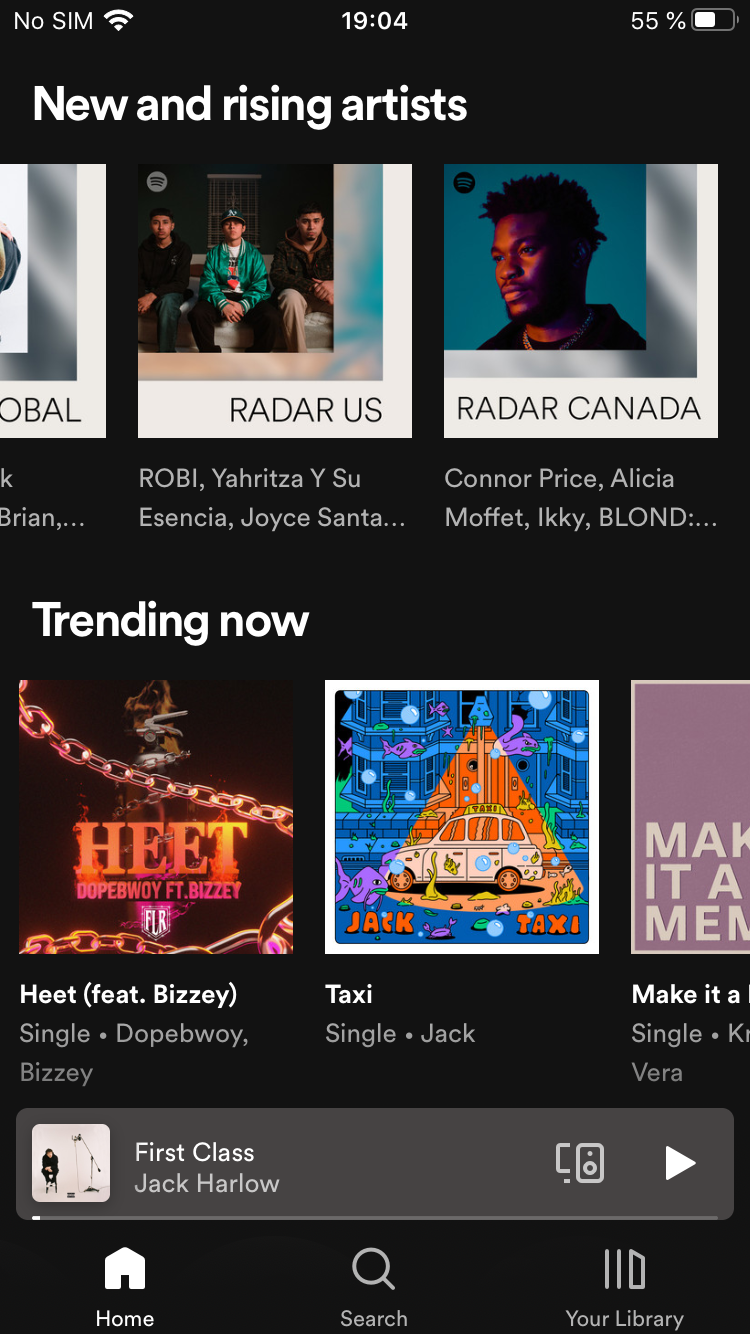 No SIM 19:04 55 %
New and rising artists
OBAL
RADAR US
RADAR CANADA
k
Brian,...
ROBI, Yahritza Y Su
Esencia, Joyce Santa...
Connor Price, Alicia
Moffet, Ikky, BLOND:...
Trending now
HEET
DOPEBWOY FT. BIZZEY
FLR
TAXI
JACK TAXI
MAK
IT A
MEM
Heet (feat. Bizzey)
Single • Dopebwoy,
Bizzey
Taxi
Single • Jack
Make it a
Single • Kr
Vera
First Class
Jack Harlow
Home
Search
Your Library